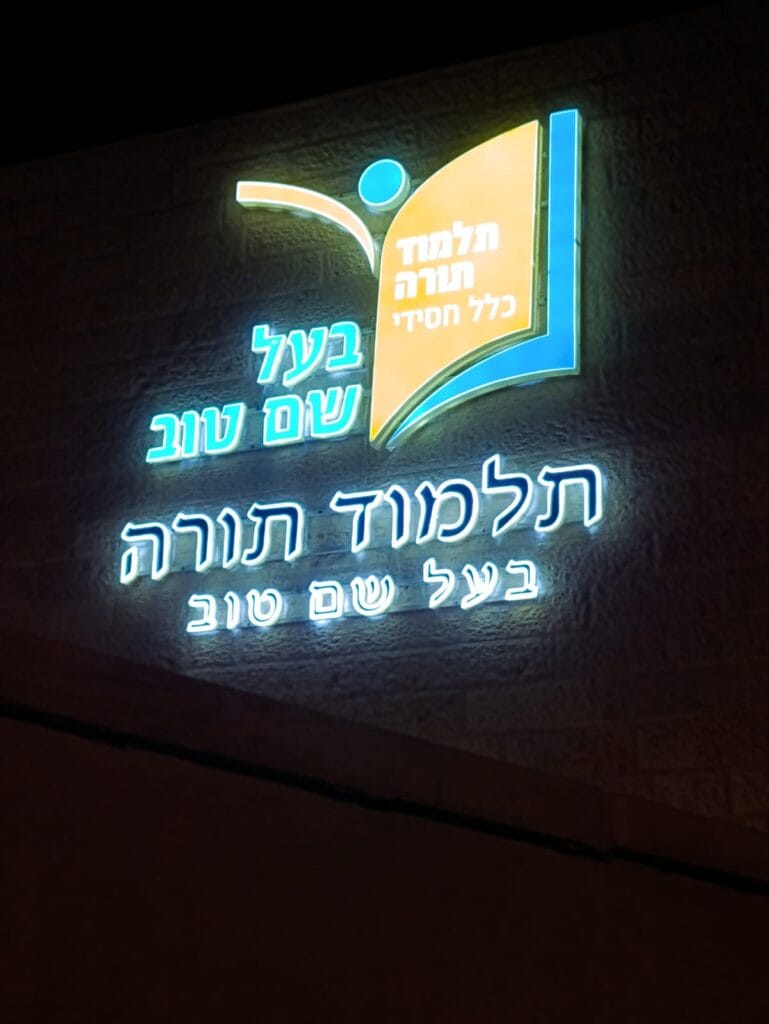 תלמוד
תורה
כלל חסידי
בעל
שם טוב
תלמוד תורה
בעל שם טוב